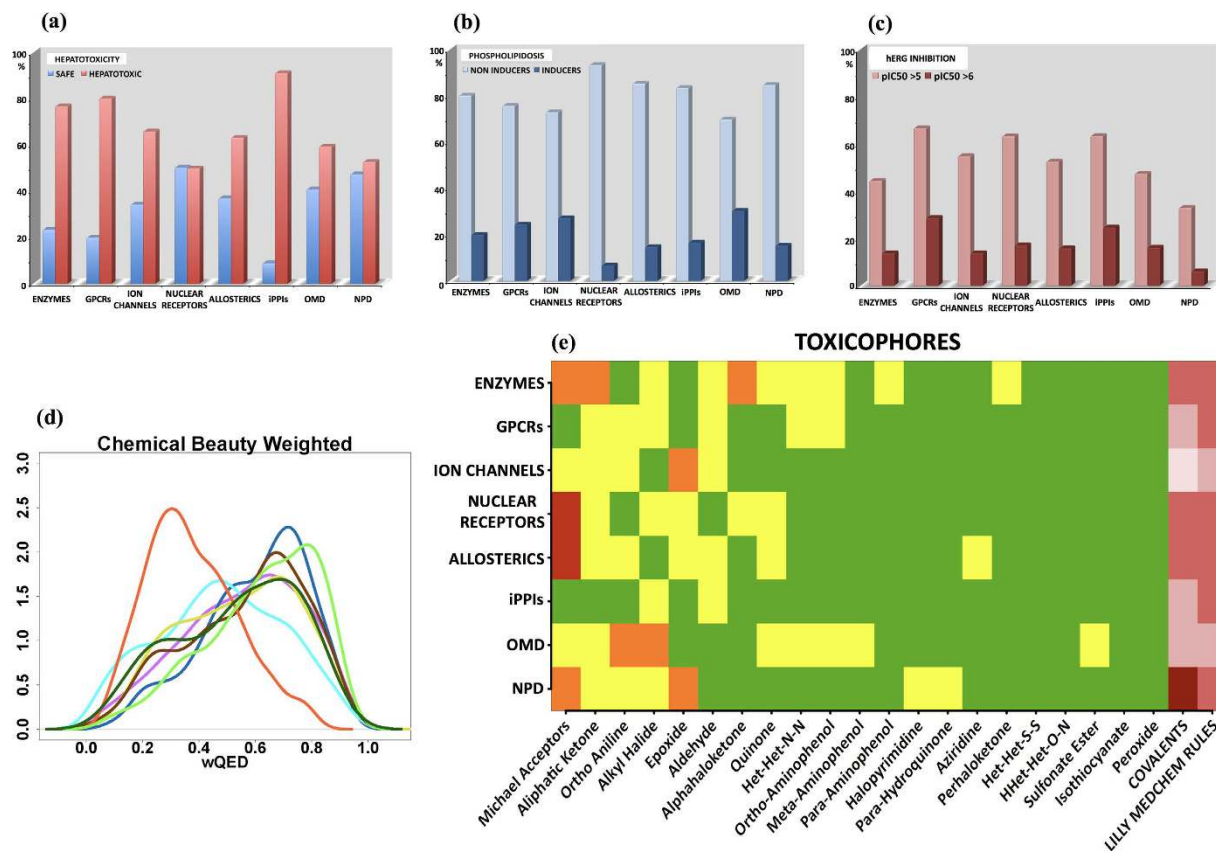 (a)
HEPATOTOXICITY
SAFE HEPATOTOXIC
100
%
80
60
40
20
0
ENZYMES GPCRs ION CHANNELS NUCLEAR RECEPTORS ALLOSTERICS iPPIs OMD NPD
(b)
PHOSPHOLIPIDOSIS
NON INDUCERS INDUCERS
100
%
80
60
40
20
0
ENZYMES GPCRs ION CHANNELS NUCLEAR RECEPTORS ALLOSTERICS iPPIs OMD NPD
(c)
hERG INHIBITION
pIC50 >5 pIC50 >6
100
%
80
60
40
20
0
ENZYMES GPCRs ION CHANNELS NUCLEAR RECEPTORS ALLOSTERICS iPPIs OMD NPD
(d)
Chemical Beauty Weighted
3.0
2.5
2.0
1.5
1.0
0.5
0.0
0.0 0.2 0.4 0.6 0.8 1.0
wQED
(e)
TOXICOPHORES
ENZYMES
GPCRs
ION CHANNELS
NUCLEAR
RECEPTORS
ALLOSTERICS
iPPIs
OMD
NPD
Michael Acceptors
Aliphatic Ketone
Ortho Aniline
Alkyl Halide
Epoxide
Aldehyde
Alphaloketone
Quinone
Het-Het-N-N
Ortho-Aminophenol
Meta-Aminophenol
Para-Aminophenol
Halopyrinidine
Para-Hydroquinone
Aziridine
Perhaloketone
Het-Het-S-S
HHet-Het-O-N
Sulfonate Ester
Isothiocyanate
Peroxide
COVALENTS
LILLY MEDCHEM RULES